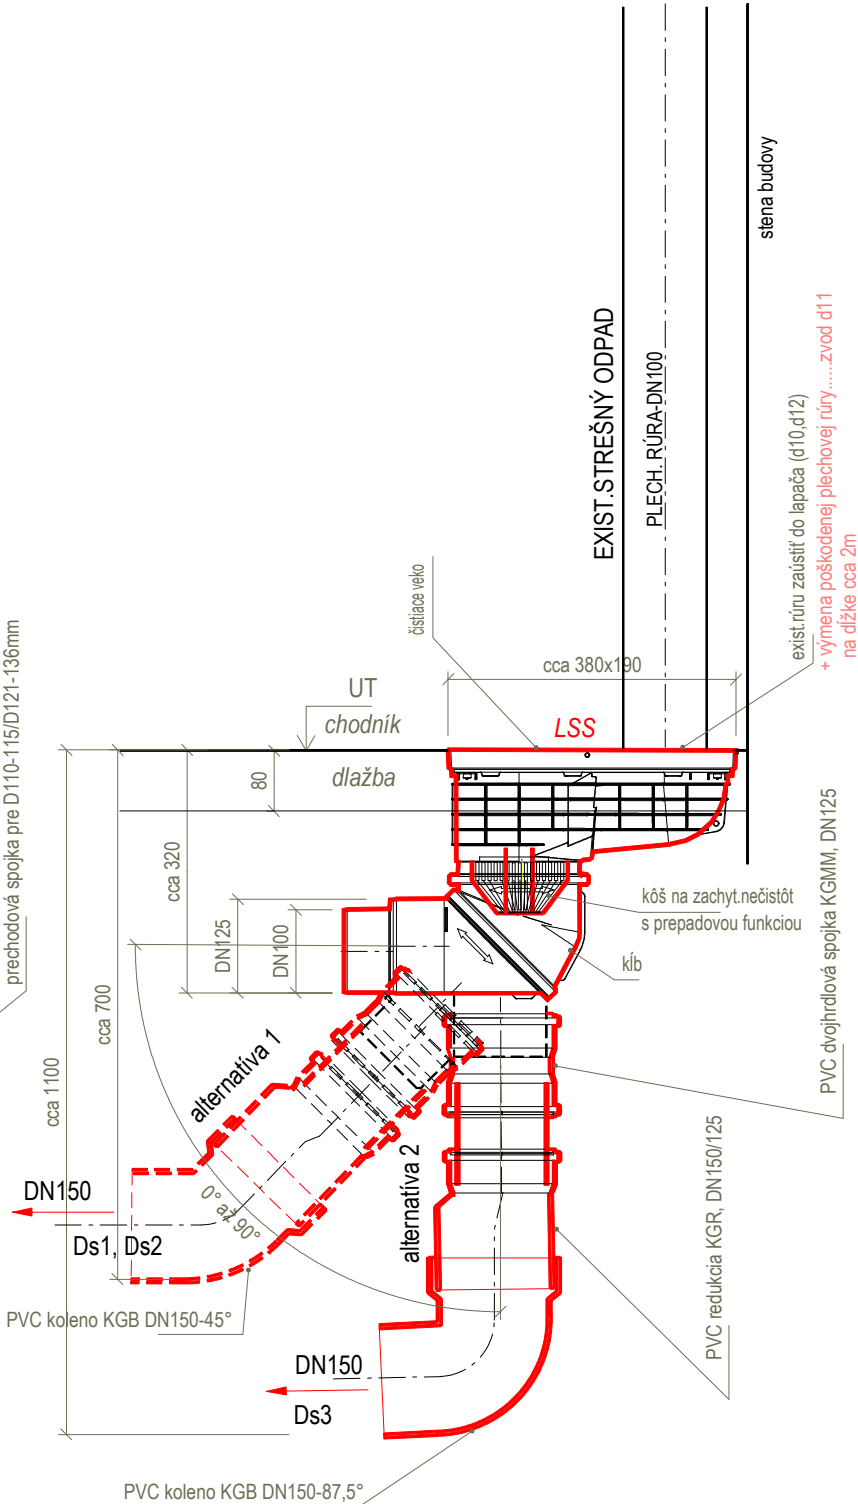 stena budovy
EXIST.STREŠNÝ ODPAD
PLECH. RÚRA-DN100
exist.rúru zaústiť do lapača (d10,d12)
+ výmena poškodenej plechovej rúry......zvod d11
na dĺžke cca 2m
čistiace veko
cca 380x190
prechodová spojka pre D110-115/D121-136mm
UT
chodník
LSS
dlažba
80
cca 320
DN125
DN100
kôš na zachyt.nečistôt
s prepadovou funkciou
kĺb
PVC dvojhrdlová spojka KGMM, DN125
cca 700
cca 1100
alternatíva 1
alternatíva 2
DN150
Ds1, Ds2
0° až 90°
PVC koleno KGB DN150-45°
PVC redukcia KGR, DN150/125
DN150
Ds3
PVC koleno KGB DN150-87,5°